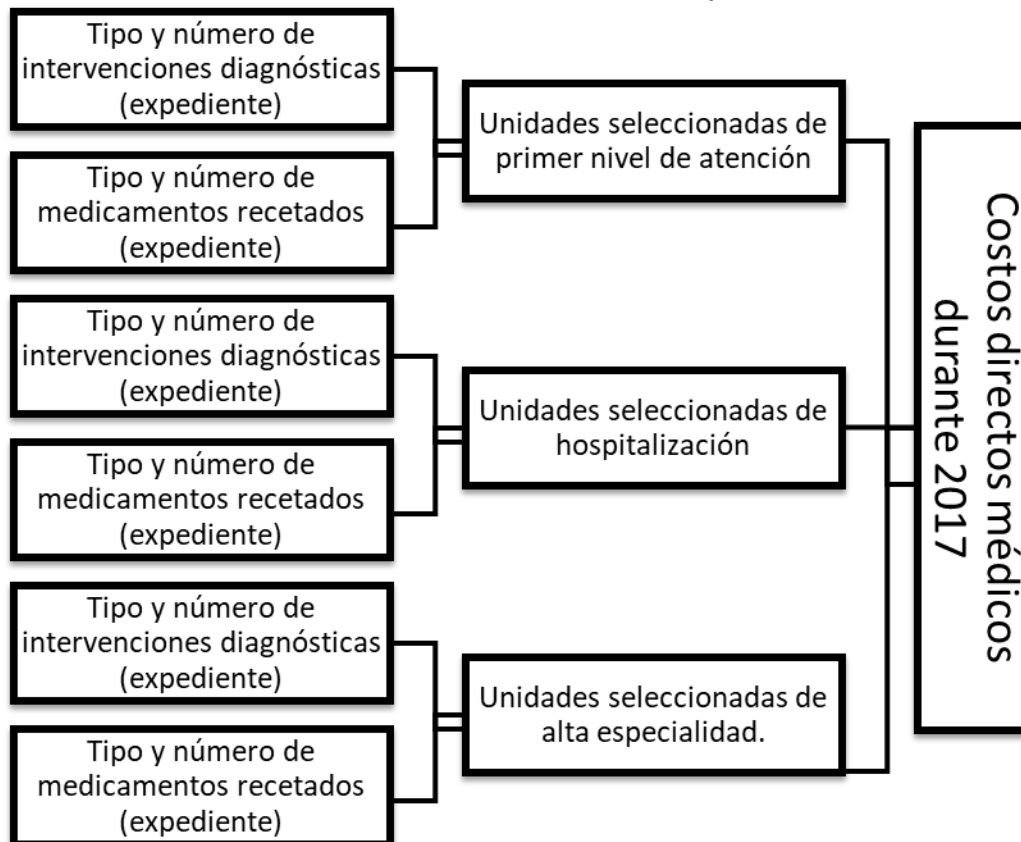 Tipo y número de
intervenciones diagnósticas
(expediente)
Tipo y número de
medicamentos recetados
(expediente)
Unidades seleccionadas de
primer nivel de atención
Tipo y número de
intervenciones diagnósticas
(expediente)
Tipo y número de
medicamentos recetados
(expediente)
Unidades seleccionadas de
hospitalización
Tipo y número de
intervenciones diagnósticas
(expediente)
Tipo y número de
medicamentos recetados
(expediente)
Unidades seleccionadas de
alta especialidad.
Costos directos médicos
durante 2017